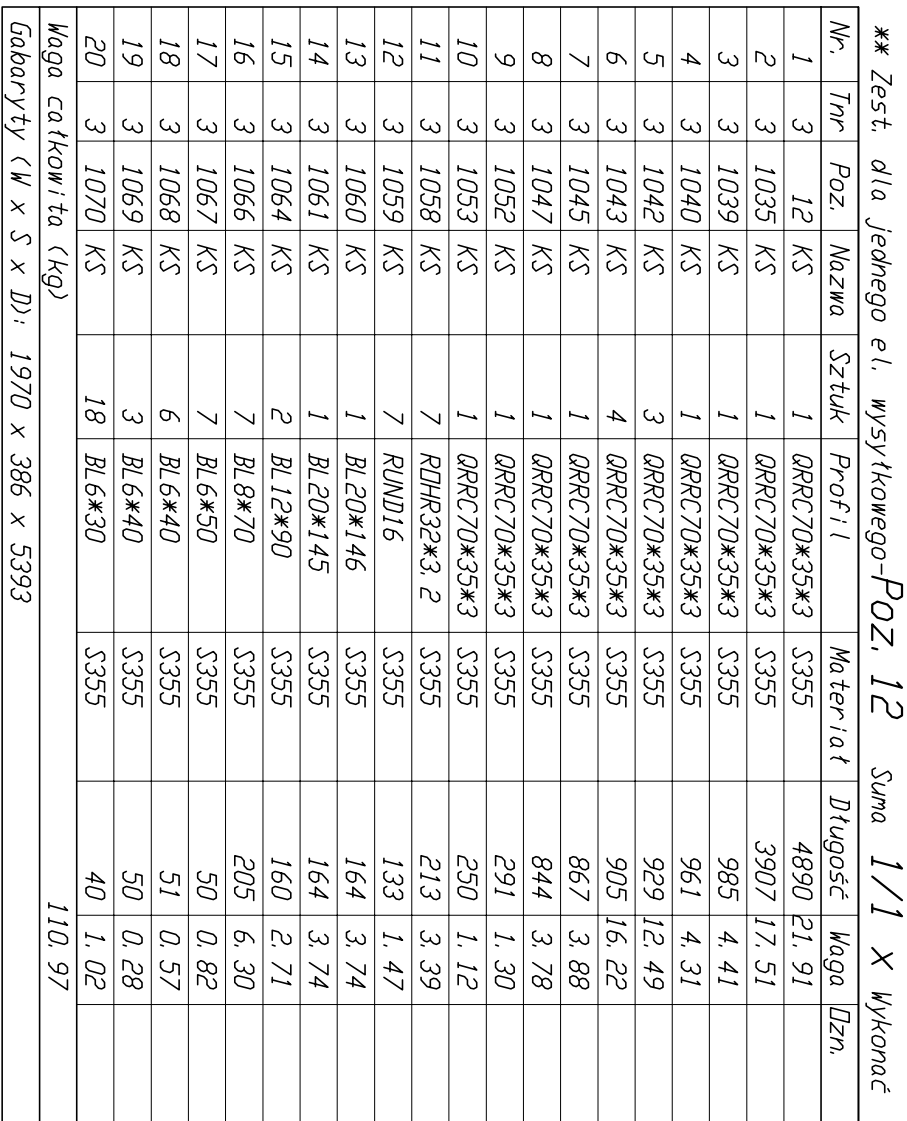 ** Zest. dla jednego el. wysyłkowego-Poz. 12 Suma 1/1 x Wykonać
Nr. Tnr Poz. Nazwa Sztuk Profil Materiał Długość Waga Ozn.
1 3 12 KS 1 QRRC70*35*3 S355 4890 21.91
2 3 1035 KS 1 QRRC70*35*3 S355 3907 17.51
3 3 1039 KS 1 QRRC70*35*3 S355 985 4.41
4 3 1040 KS 1 QRRC70*35*3 S355 961 4.31
5 3 1042 KS 3 QRRC70*35*3 S355 929 12.49
6 3 1043 KS 4 QRRC70*35*3 S355 905 16.22
7 3 1045 KS 1 QRRC70*35*3 S355 867 3.88
8 3 1047 KS 1 QRRC70*35*3 S355 844 3.78
9 3 1052 KS 1 QRRC70*35*3 S355 291 1.30
10 3 1053 KS 1 QRRC70*35*3 S355 250 1.12
11 3 1058 KS 7 ROHR32*3.2 S355 213 3.39
12 3 1059 KS 7 RUND16 S355 133 1.47
13 3 1060 KS 1 BL20*146 S355 164 3.74
14 3 1061 KS 1 BL20*145 S355 164 3.74
15 3 1064 KS 2 BL12*90 S355 160 2.71
16 3 1066 KS 7 BL8*70 S355 205 6.30
17 3 1067 KS 7 BL6*50 S355 50 0.82
18 3 1068 KS 6 BL6*40 S355 51 0.57
19 3 1069 KS 3 BL6*40 S355 50 0.28
20 3 1070 KS 18 BL6*30 S355 40 1.02
Waga całkowita (kg) 110.97
Gabaryty (W x S x D): 1970 x 386 x 5393